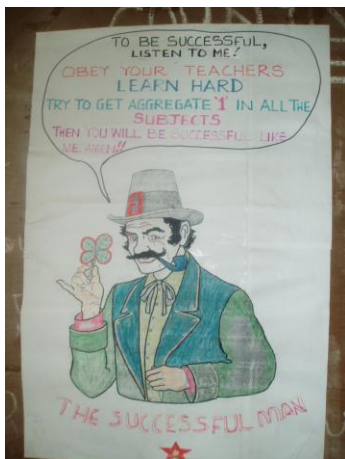 TO BE SUCCESSFUL,
LISTEN TO ME!
OBEY YOUR TEACHERS
LEARN HARD
TRY TO GET AGGREGATE '1' IN ALL THE
SUBJECTS
THEN YOU WILL BE SUCCESSFUL LIKE
ME. AMEN!!
THE SUCCESSFUL MAN